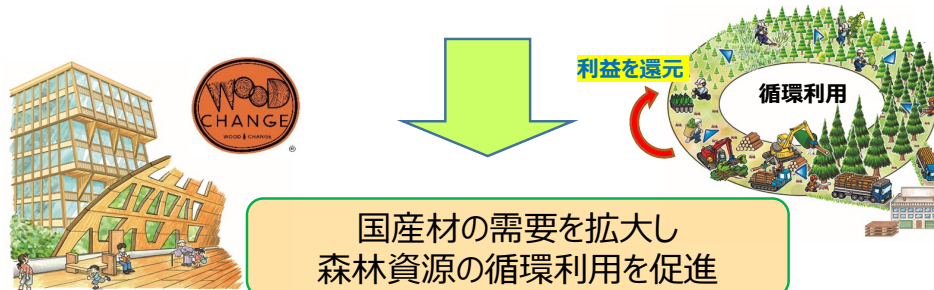 WOOD
CHANGE
WOOD CHANGE
®
利益を還元
循環利用
国産材の需要を拡大し
森林資源の循環利用を促進